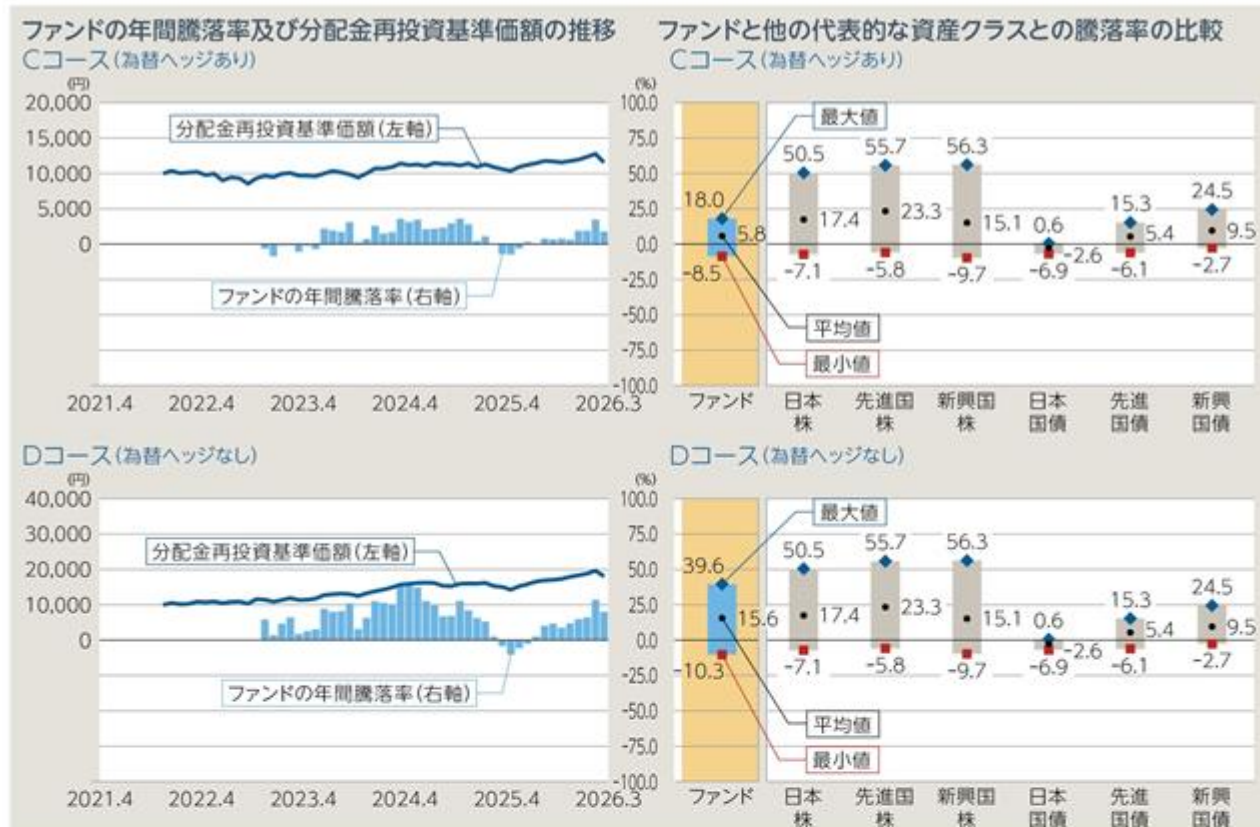 ファンドの年間騰落率及び分配金再投資基準価額の推移
Cコース(為替ヘッジあり)
(円)
(%)
20,000
15,000
10,000
5,000
0
100.0
75.0
50.0
25.0
0.0
-25.0
-50.0
-75.0
-100.0
分配金再投資基準価額(左軸)
ファンドの年間騰落率(右軸)
2021.4 2022.4 2023.4 2024.4 2025.4 2026.3
ファンドと他の代表的な資産クラスとの騰落率の比較
Cコース(為替ヘッジあり)
最大値
平均値
最小値
18.0 50.5 55.7 56.3 0.6 15.3 24.5
5.8 17.4 23.3 15.1 -2.6 5.4 9.5
-8.5 -7.1 -5.8 -9.7 -6.9 -6.1 -2.7
ファンド 日本 先進国 新興国 日本 先進 新興
株 株 株 国債 国債 国債
Dコース(為替ヘッジなし)
(円)
(%)
40,000
30,000
20,000
10,000
0
100.0
75.0
50.0
25.0
0.0
-25.0
-50.0
-75.0
-100.0
分配金再投資基準価額(左軸)
ファンドの年間騰落率(右軸)
2021.4 2022.4 2023.4 2024.4 2025.4 2026.3
Dコース(為替ヘッジなし)
最大値
平均値
最小値
39.6 50.5 55.7 56.3 0.6 15.3 24.5
15.6 17.4 23.3 15.1 -2.6 5.4 9.5
-10.3 -7.1 -5.8 -9.7 -6.9 -6.1 -2.7
ファンド 日本 先進国 新興国 日本 先進 新興
株 株 株 国債 国債 国債